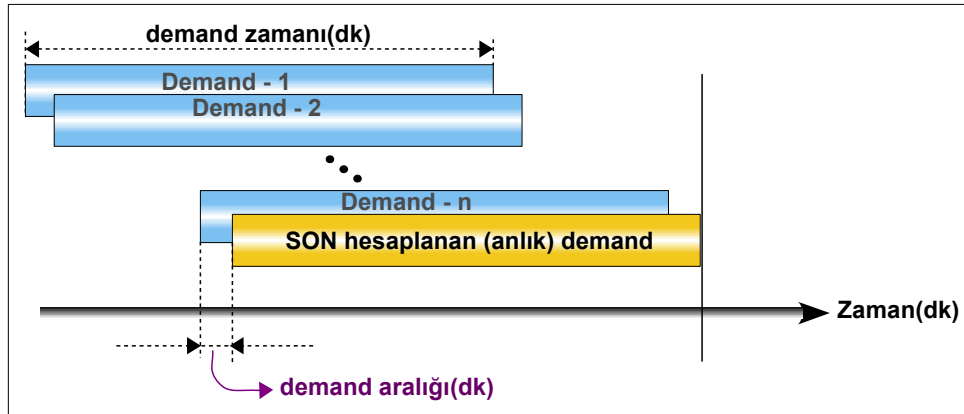 demand zamanı(dk)
Demand - 1
Demand - 2
Demand - n
SON hesaplanan (anlık) demand
Zaman(dk)
demand aralığı(dk)